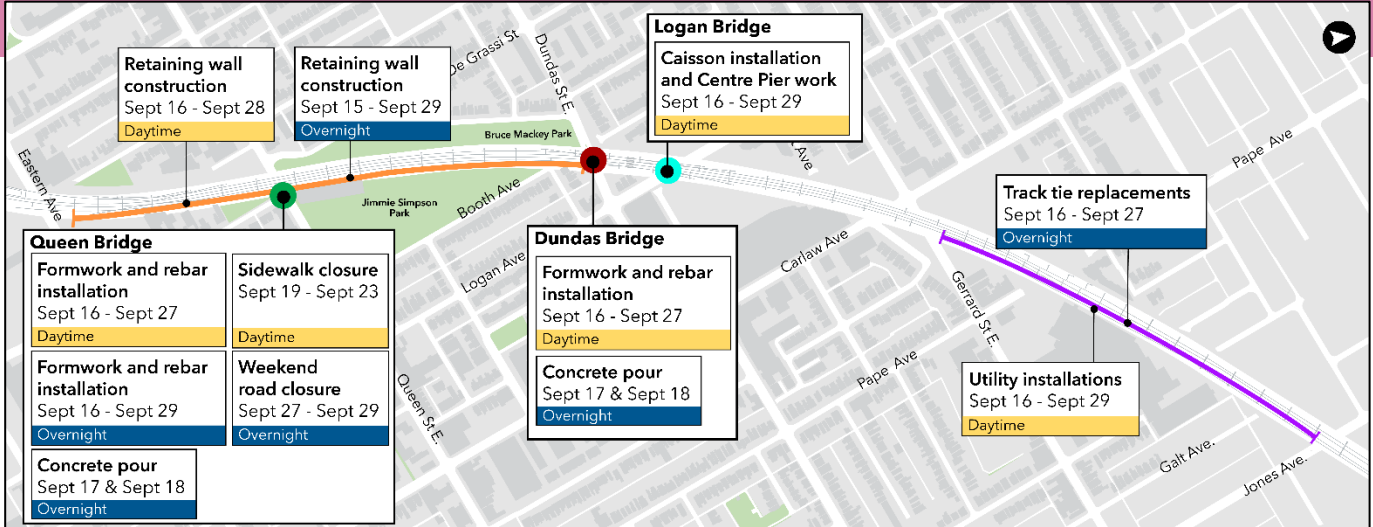 Logan Bridge
Caisson installation
and Centre Pier work
Sept 16 - Sept 29
Daytime
Retaining wall
construction
Sept 16 - Sept 28
Daytime
Retaining wall
construction
Sept 15 - Sept 29
Overnight
De Grassi St
Dundas St E.
Bruce Mackey Park
Eastern Ave
Jimmie Simpson
Park
Booth Ave
Logan Ave
Queen St E.
Ave
Pape Ave
Track tie replacements
Sept 16 - Sept 27
Overnight
Queen Bridge
Formwork and rebar
installation
Sept 16 - Sept 27
Daytime
Sidewalk closure
Sept 19 - Sept 23
Daytime
Formwork and rebar
installation
Sept 16 - Sept 29
Overnight
Weekend
road closure
Sept 27 - Sept 29
Overnight
Concrete pour
Sept 17 & Sept 18
Overnight
Dundas Bridge
Formwork and rebar
installation
Sept 16 - Sept 27
Daytime
Concrete pour
Sept 17 & Sept 18
Overnight
Carlaw Ave
Gerrard St E.
Pape Ave
Utility installations
Sept 16 - Sept 29
Daytime
Galt Ave.
Jones Ave.